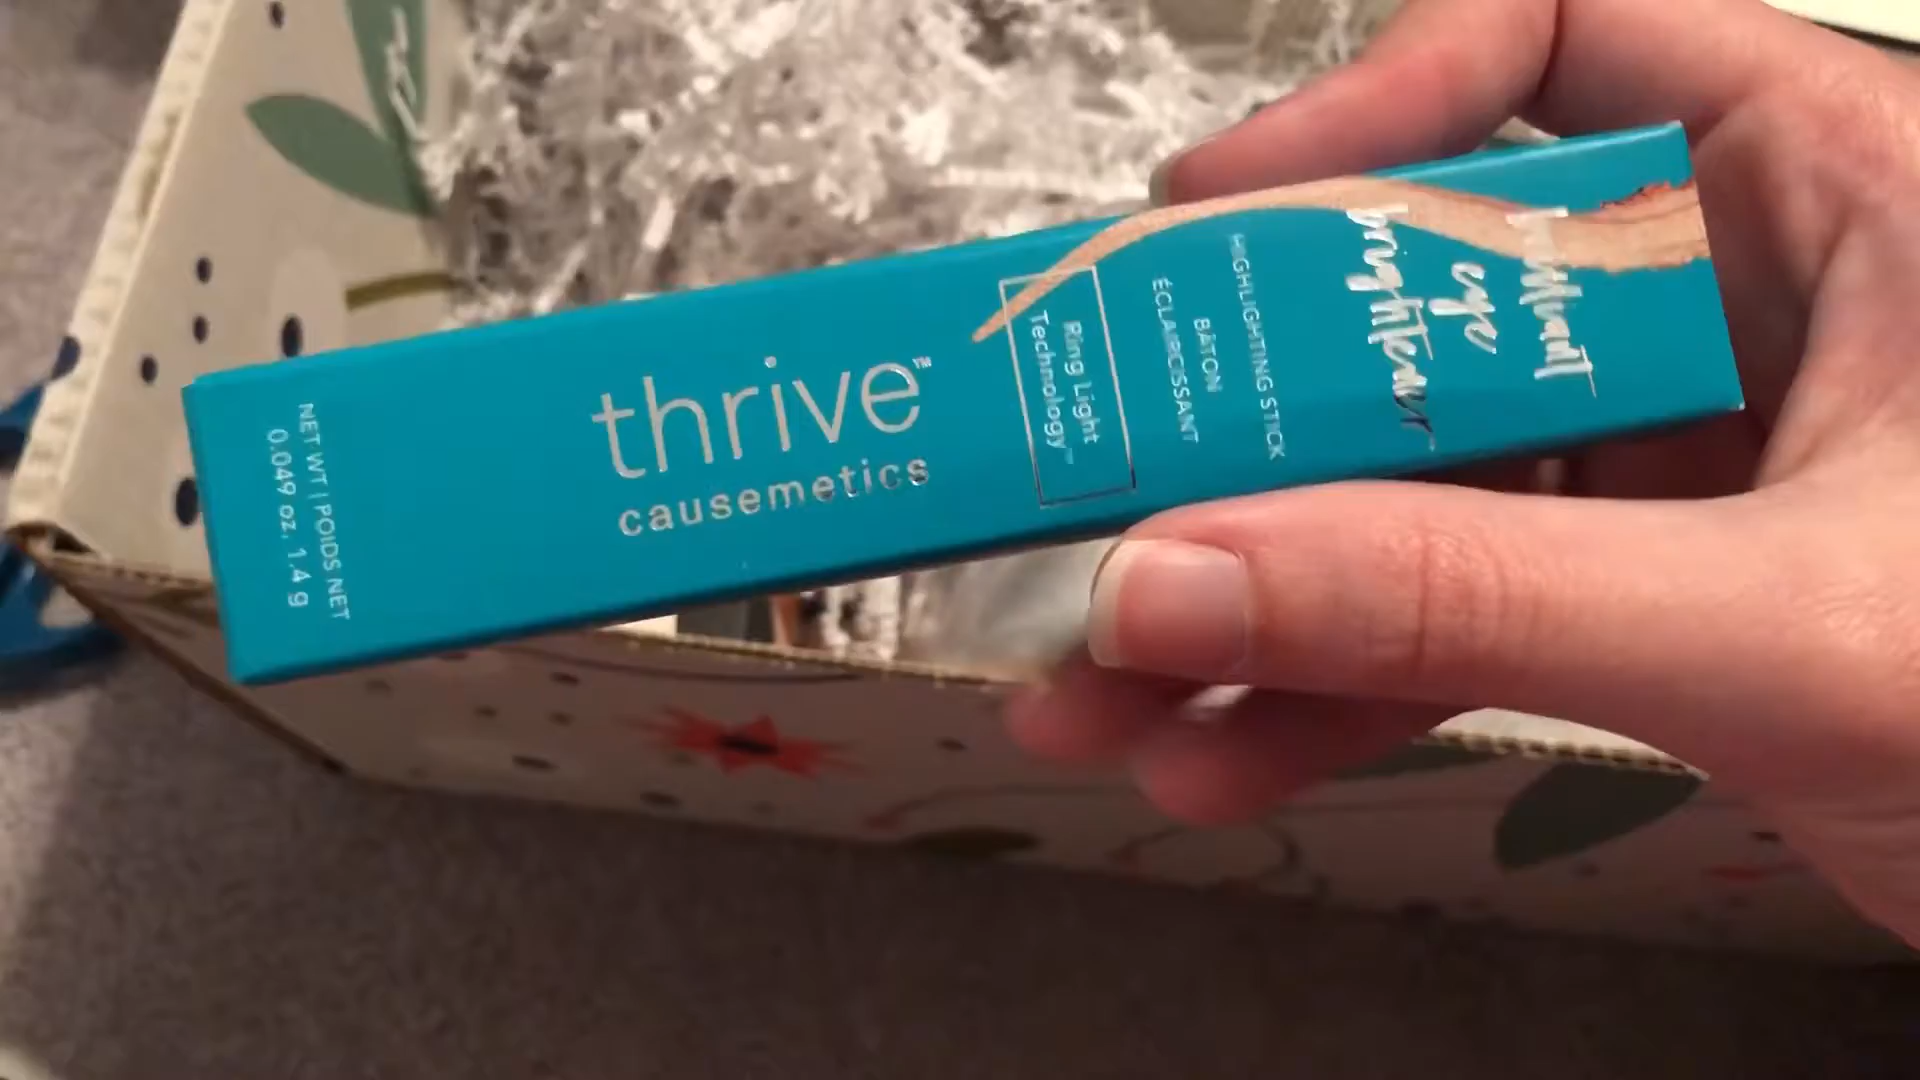 brilliant
eye
brightener™
HIGHLIGHTING STICK
BÂTON
ÉCLAIRCISSANT
Ring Light
Technology™
thrive™
causemetics
NET WT | POIDS NET
0.049 oz, 1.4 g